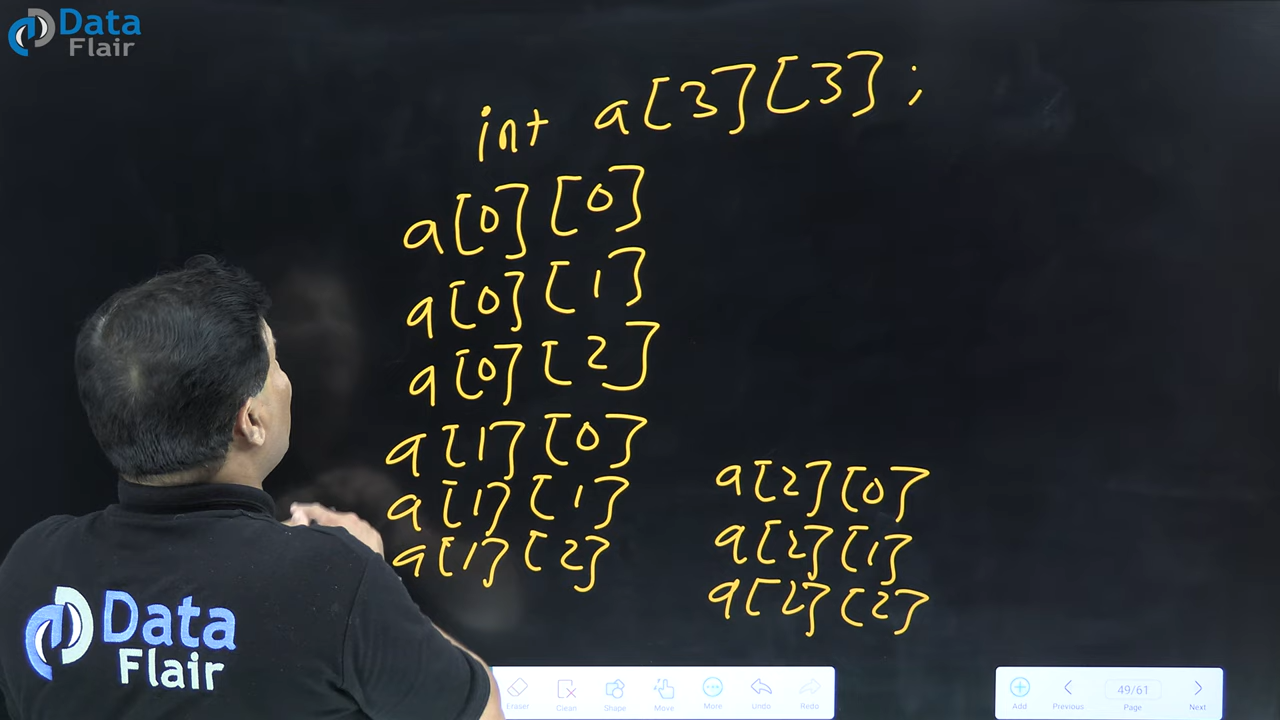 Data
Flair
int a[3][3];
a[0][0]
a[0][1]
a[0][2]
a[1][0]
a[1][1]
a[1][2]
a[2][0]
a[2][1]
a[2][2]
Data
Flair
Eraser Clean Shape Move More Undo Redo
Add Previous 49/61 Page Next